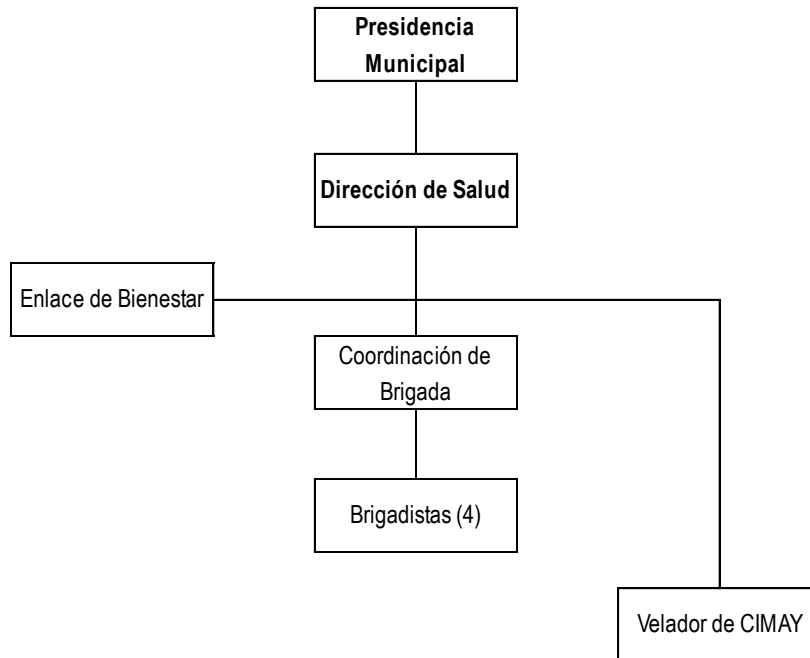 Presidencia
Municipal
Dirección de Salud
Enlace de Bienestar
Coordinación de
Brigada
Brigadistas (4)
Velador de CIMAY